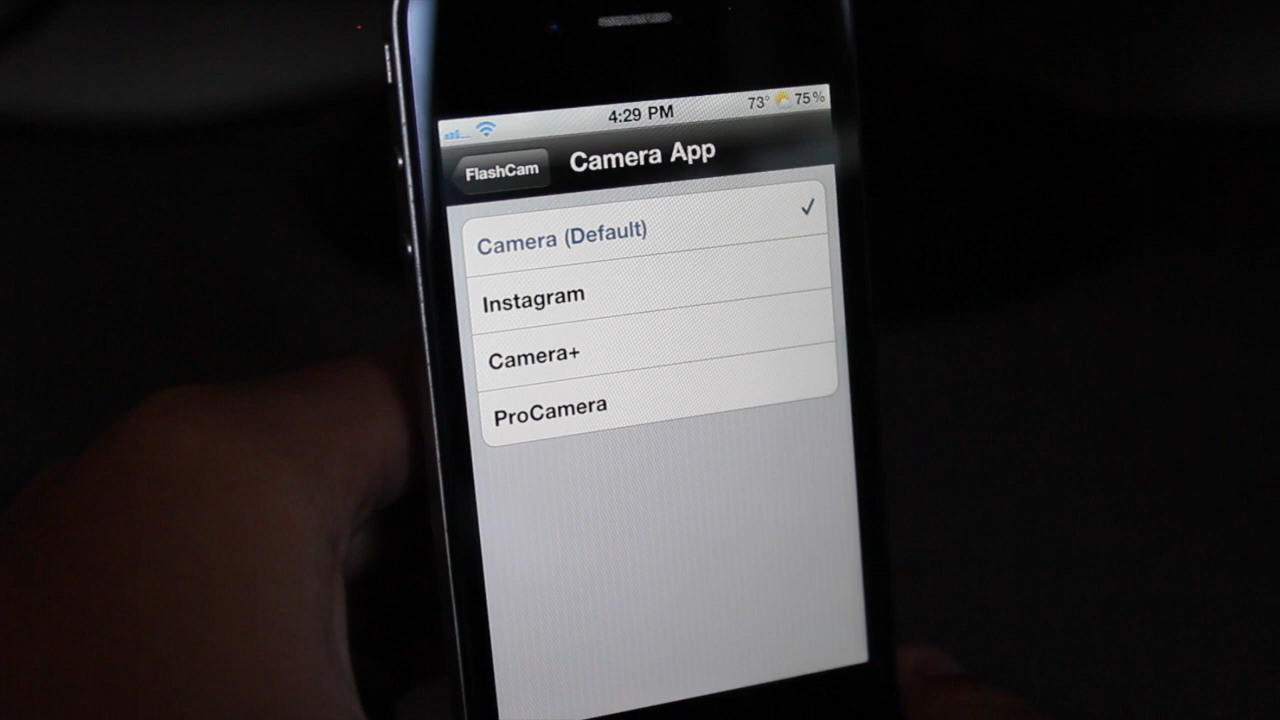 4:29 PM
73° 75%
FlashCam
Camera App
Camera (Default)
Instagram
Camera+
ProCamera